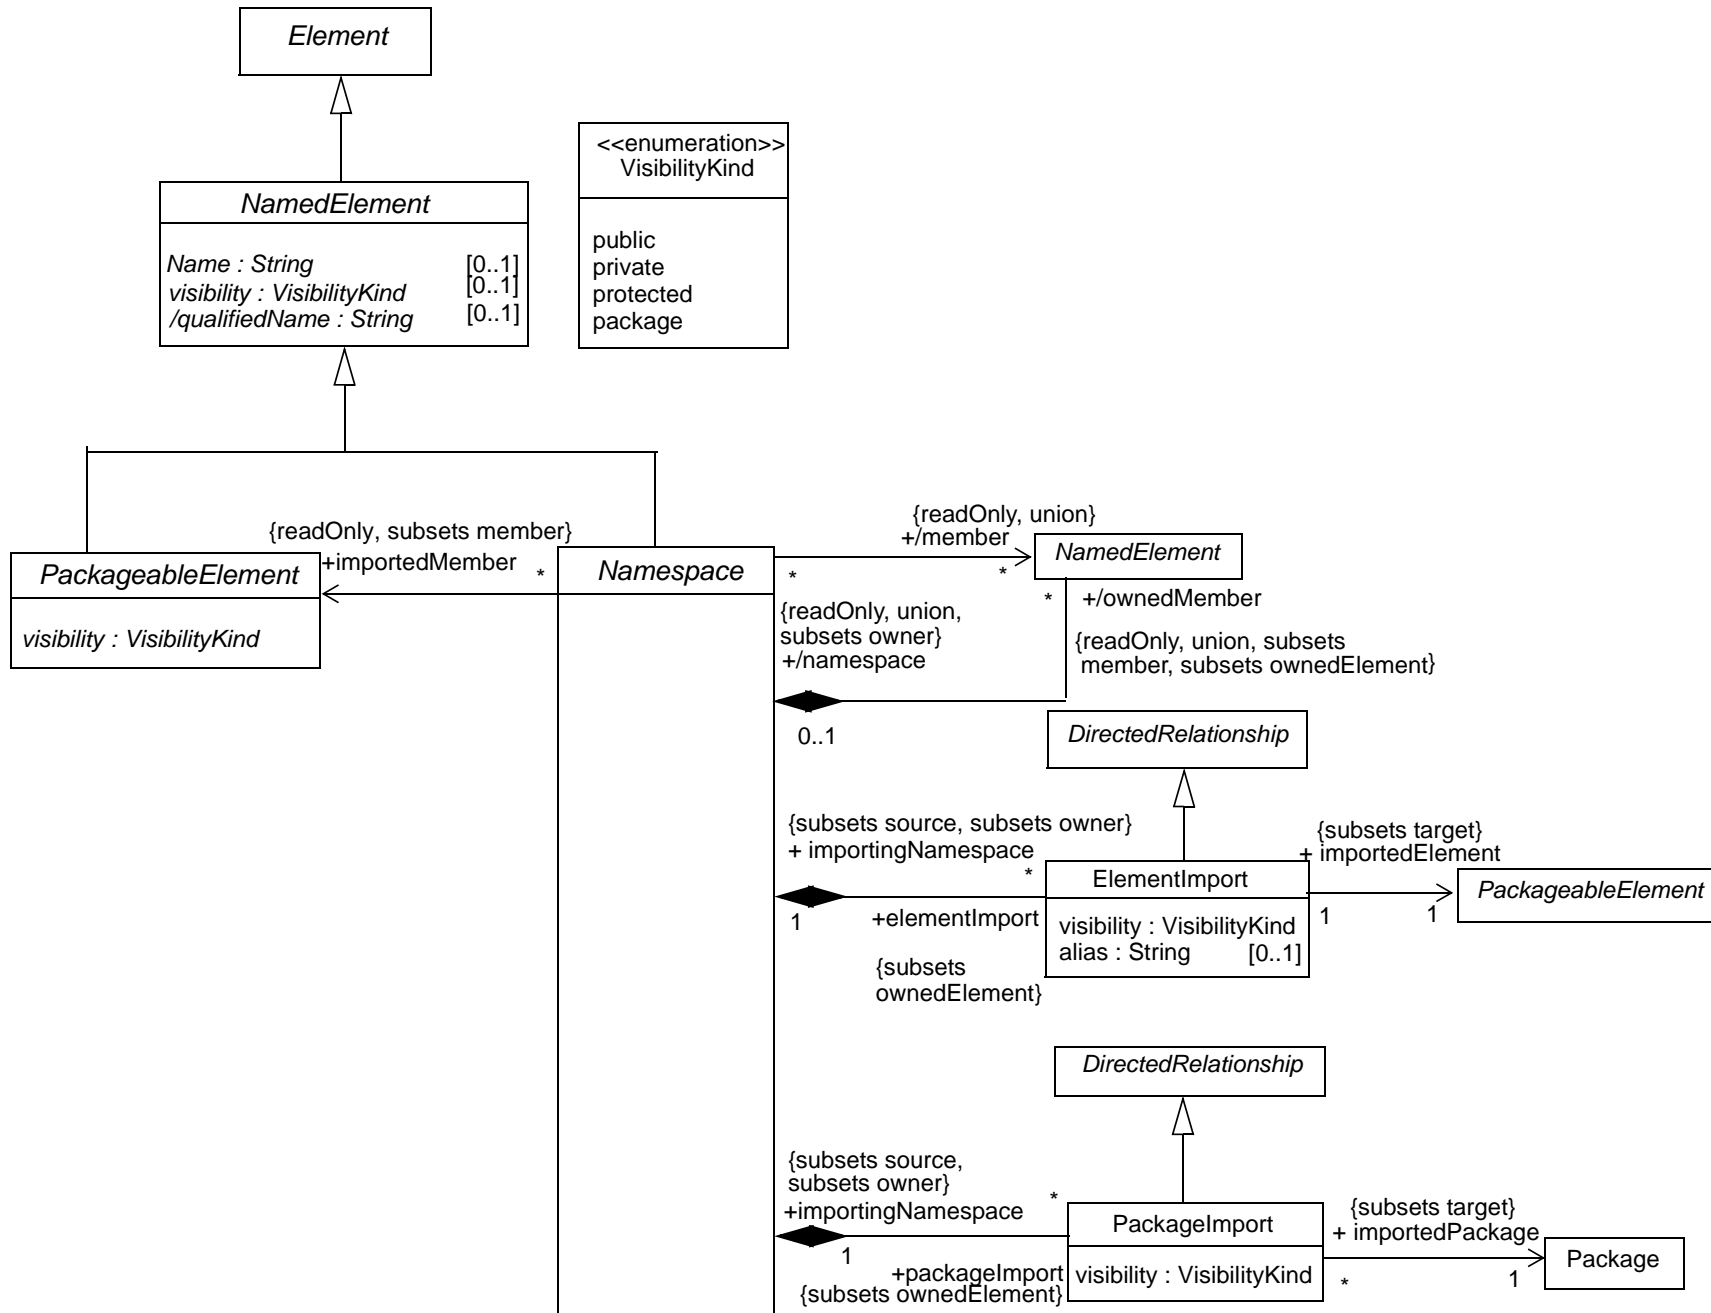 Element
<<enumeration>>
VisibilityKind
public
private
protected
package
NamedElement
Name : String [0..1]
visibility : VisibilityKind [0..1]
/qualifiedName : String [0..1]
{readOnly, subsets member}
+importedMember
*
PackageableElement
visibility : VisibilityKind
Namespace
{readOnly, union}
+/member
*
*
NamedElement
{readOnly, union,
subsets owner}
+/namespace
0..1
*
+/ownedMember
{readOnly, union, subsets
member, subsets ownedElement}
DirectedRelationship
{subsets source, subsets owner}
+ importingNamespace
*
1
+elementImport
{subsets
ownedElement}
ElementImport
visibility : VisibilityKind
alias : String [0..1]
{subsets target}
+ importedElement
1
1
PackageableElement
DirectedRelationship
{subsets source,
subsets owner}
+importingNamespace
*
1
+packageImport
{subsets ownedElement}
PackageImport
visibility : VisibilityKind
{subsets target}
+ importedPackage
*
1
Package